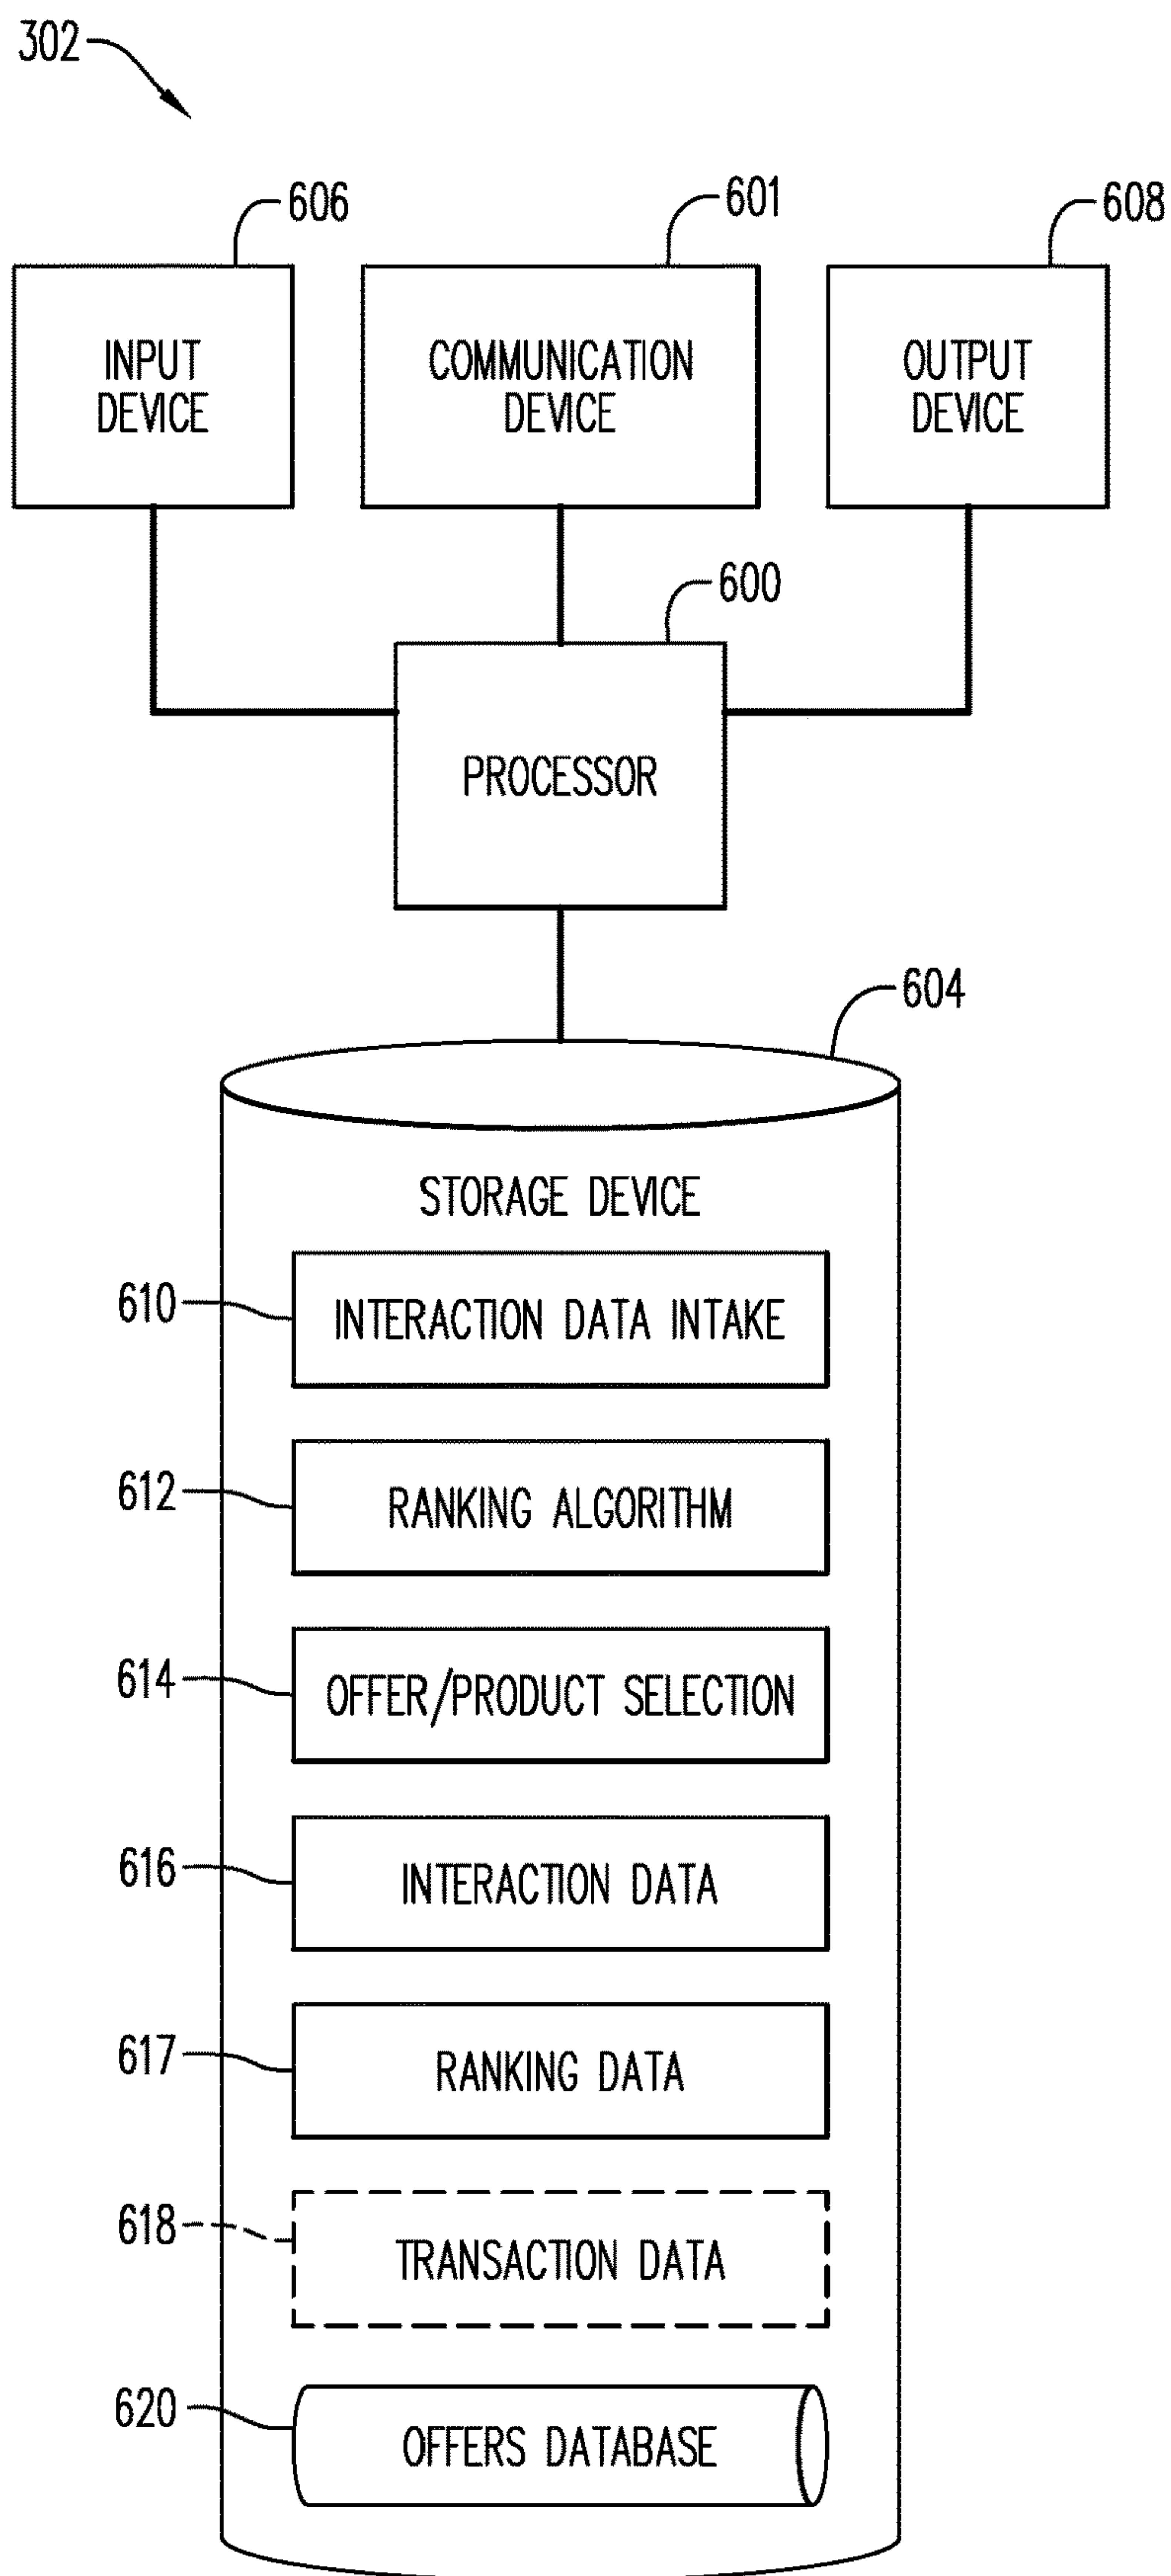 302
606
601
608
INPUT
DEVICE
COMMUNICATION
DEVICE
OUTPUT
DEVICE
600
PROCESSOR
604
STORAGE DEVICE
610
INTERACTION DATA INTAKE
612
RANKING ALGORITHM
614
OFFER/PRODUCT SELECTION
616
INTERACTION DATA
617
RANKING DATA
618
TRANSACTION DATA
620
OFFERS DATABASE